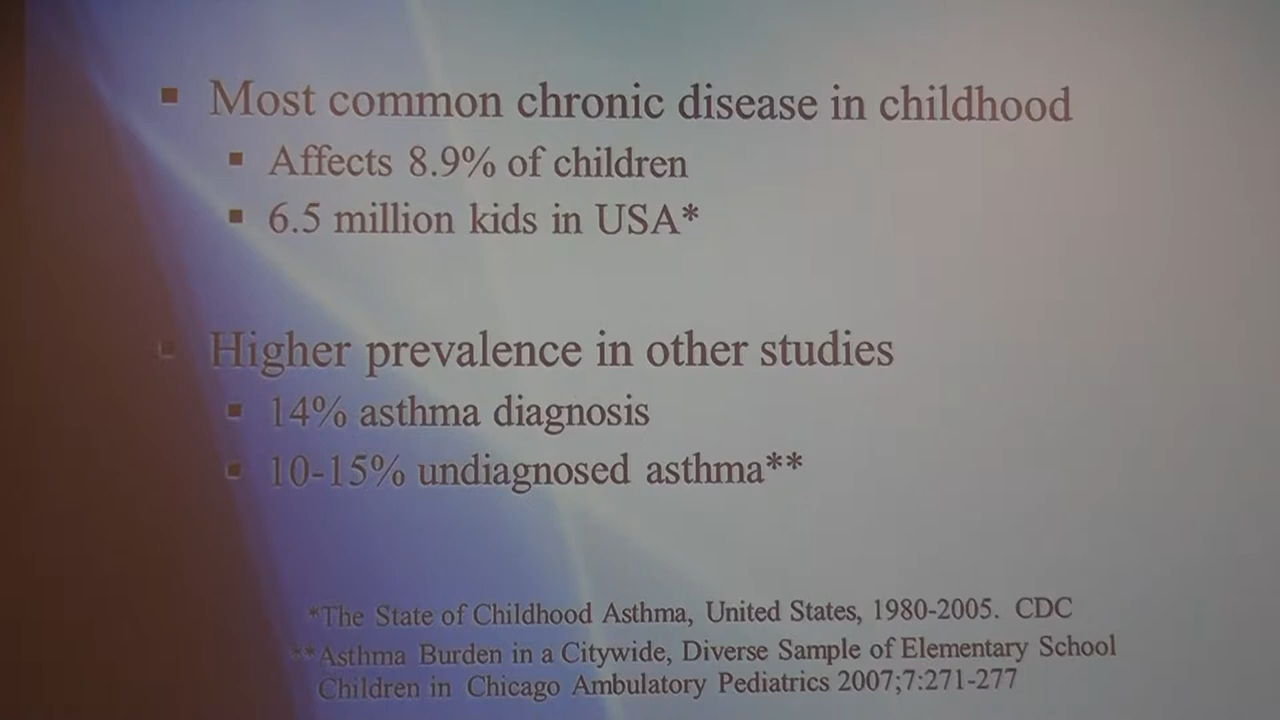 Most common chronic disease in childhood
Affects 8.9% of children
6.5 million kids in USA*
Higher prevalence in other studies
14% asthma diagnosis
10-15% undiagnosed asthma**
*The State of Childhood Asthma, United States, 1980-2005. CDC
**Asthma Burden in a Citywide, Diverse Sample of Elementary School
Children in Chicago Ambulatory Pediatrics 2007;7:271-277